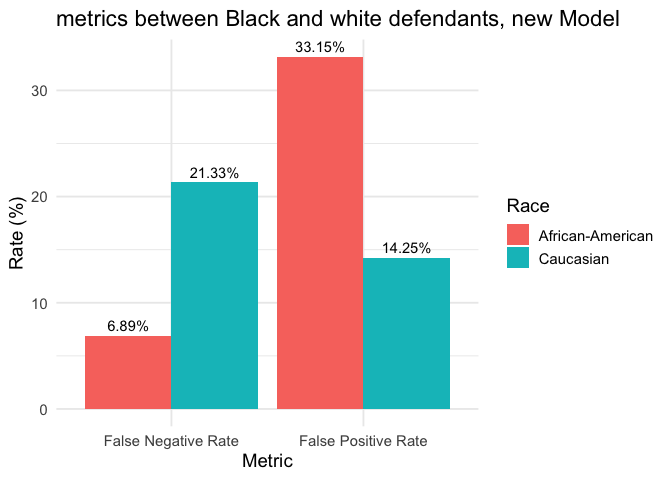 metrics between Black and white defendants, new Model
33.15%
21.33%
14.25%
6.89%
30
20
10
0
Rate (%)
False Negative Rate
False Positive Rate
Metric
Race
African-American
Caucasian